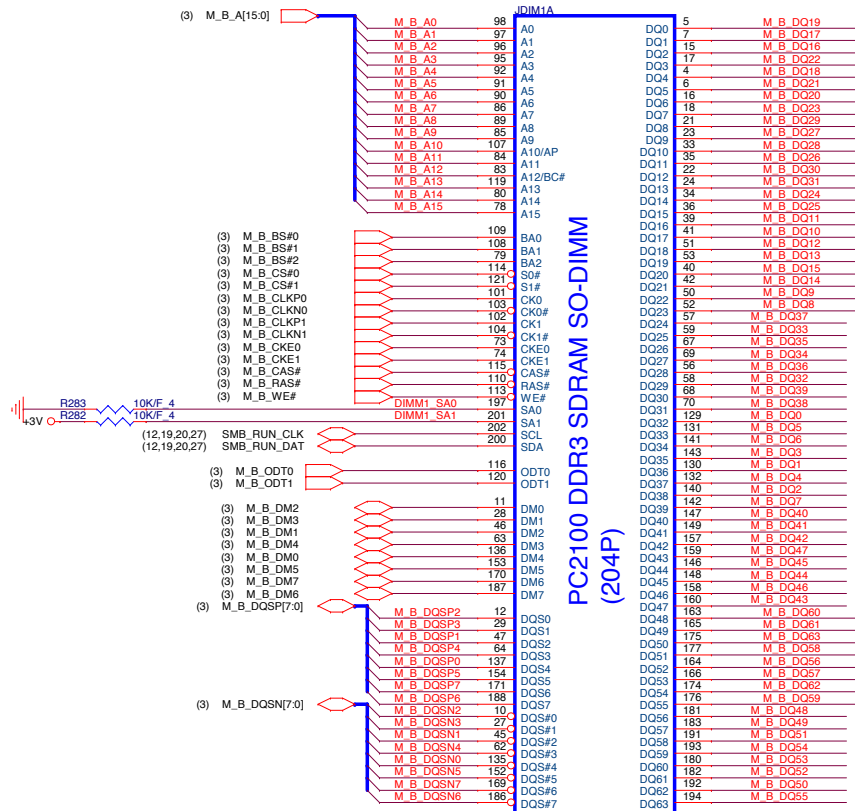 JDIM1A
(3) M_B_A[15:0]
M_B_A0 98 A0
M_B_A1 97 A1
M_B_A2 96 A2
M_B_A3 95 A3
M_B_A4 92 A4
M_B_A5 91 A5
M_B_A6 90 A6
M_B_A7 86 A7
M_B_A8 89 A8
M_B_A9 85 A9
M_B_A10 107 A10/AP
M_B_A11 84 A11
M_B_A12 83 A12/BC#
M_B_A13 119 A13
M_B_A14 80 A14
M_B_A15 78 A15
(3) M_B_BS#0 109 BA0
(3) M_B_BS#1 108 BA1
(3) M_B_BS#2 79 BA2
(3) M_B_CS#0 114 S0#
(3) M_B_CS#1 121 S1#
(3) M_B_CLKP0 101 CK0
(3) M_B_CLKN0 103 CK0#
(3) M_B_CLKP1 102 CK1
(3) M_B_CLKN1 104 CK1#
(3) M_B_CKE0 73 CKE0
(3) M_B_CKE1 74 CKE1
(3) M_B_CAS# 115 CAS#
(3) M_B_RAS# 110 RAS#
(3) M_B_WE# 113 WE#
R283 10K/F_4 DIMM1_SA0 197 SA0
+3V R282 10K/F_4 DIMM1_SA1 201 SA1
(12,19,20,27) SMB_RUN_CLK 202 SCL
(12,19,20,27) SMB_RUN_DAT 200 SDA
(3) M_B_ODT0 116 ODT0
(3) M_B_ODT1 120 ODT1
(3) M_B_DM2 11 DM0
(3) M_B_DM3 28 DM1
(3) M_B_DM1 46 DM2
(3) M_B_DM4 63 DM3
(3) M_B_DM0 136 DM4
(3) M_B_DM5 153 DM5
(3) M_B_DM7 170 DM6
(3) M_B_DM6 187 DM7
(3) M_B_DQSP[7:0]
M_B_DQSP2 12 DQS0
M_B_DQSP3 29 DQS1
M_B_DQSP1 47 DQS2
M_B_DQSP4 64 DQS3
M_B_DQSP0 137 DQS4
M_B_DQSP5 154 DQS5
M_B_DQSP7 171 DQS6
M_B_DQSP6 188 DQS7
(3) M_B_DQSN[7:0]
M_B_DQSN2 10 DQS#0
M_B_DQSN3 27 DQS#1
M_B_DQSN1 45 DQS#2
M_B_DQSN4 62 DQS#3
M_B_DQSN0 135 DQS#4
M_B_DQSN5 152 DQS#5
M_B_DQSN7 169 DQS#6
M_B_DQSN6 186 DQS#7
PC2100 DDR3 SDRAM SO-DIMM
(204P)
DQ0 5 M_B_DQ19
DQ1 7 M_B_DQ17
DQ2 15 M_B_DQ16
DQ3 17 M_B_DQ22
DQ4 4 M_B_DQ18
DQ5 6 M_B_DQ21
DQ6 16 M_B_DQ20
DQ7 18 M_B_DQ23
DQ8 21 M_B_DQ29
DQ9 23 M_B_DQ27
DQ10 33 M_B_DQ28
DQ11 35 M_B_DQ26
DQ12 22 M_B_DQ30
DQ13 24 M_B_DQ31
DQ14 34 M_B_DQ24
DQ15 36 M_B_DQ25
DQ16 39 M_B_DQ11
DQ17 41 M_B_DQ10
DQ18 51 M_B_DQ12
DQ19 53 M_B_DQ13
DQ20 40 M_B_DQ15
DQ21 42 M_B_DQ14
DQ22 50 M_B_DQ9
DQ23 52 M_B_DQ8
DQ24 57 M_B_DQ37
DQ25 59 M_B_DQ33
DQ26 67 M_B_DQ35
DQ27 69 M_B_DQ34
DQ28 56 M_B_DQ36
DQ29 58 M_B_DQ32
DQ30 68 M_B_DQ39
DQ31 70 M_B_DQ38
DQ32 129 M_B_DQ0
DQ33 131 M_B_DQ5
DQ34 141 M_B_DQ6
DQ35 143 M_B_DQ3
DQ36 130 M_B_DQ1
DQ37 132 M_B_DQ4
DQ38 140 M_B_DQ2
DQ39 142 M_B_DQ7
DQ40 147 M_B_DQ40
DQ41 149 M_B_DQ41
DQ42 157 M_B_DQ42
DQ43 159 M_B_DQ47
DQ44 146 M_B_DQ45
DQ45 148 M_B_DQ44
DQ46 158 M_B_DQ46
DQ47 160 M_B_DQ43
DQ48 163 M_B_DQ60
DQ49 165 M_B_DQ61
DQ50 175 M_B_DQ63
DQ51 177 M_B_DQ58
DQ52 164 M_B_DQ56
DQ53 166 M_B_DQ57
DQ54 174 M_B_DQ62
DQ55 176 M_B_DQ59
DQ56 181 M_B_DQ48
DQ57 183 M_B_DQ49
DQ58 191 M_B_DQ51
DQ59 193 M_B_DQ54
DQ60 180 M_B_DQ53
DQ61 182 M_B_DQ52
DQ62 192 M_B_DQ50
DQ63 194 M_B_DQ55